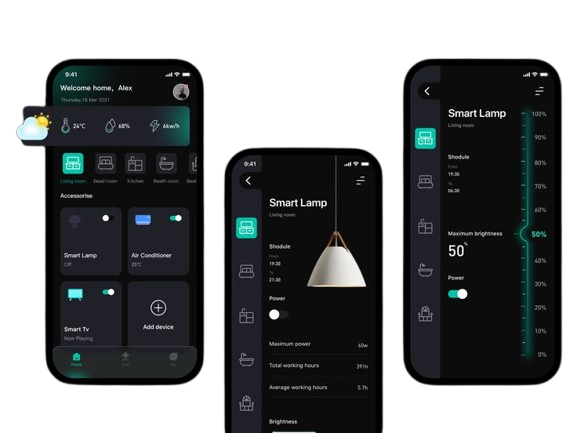 9:41
Welcome home, Alex
Thursday, 18 Mar 2021
24°C
68%
6kw/h
Living room
Bead room
Kitchen
Beath room
Bea
Accessorise
Smart Lamp
Off
Air Conditioner
25°C
Smart Tv
Now Playing
Add device
Home
9:41
Smart Lamp
Living room
Shodule
From
19:30
To
21:30
Power
Maximum power
60w
Total working hours
391h
Average working hours
5.7h
Brightness
Smart Lamp
Living room
Shodule
From
19:30
To
06:30
Maximum brightness
50%
Power
100%
90%
80%
70%
60%
50%
40%
30%
20%
10%
0%